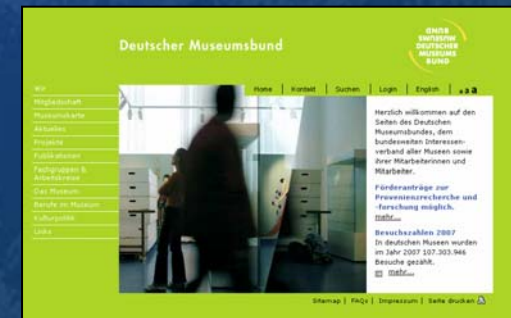 Deutscher Museumsbund
DEUTSCHER
MUSEUMS
BUND
Home | Kontakt | Suchen | Login | English | a a a
Wir
Mitgliedschaft
Museumskarte
Aktuelles
Projekte
Publikationen
Fachgruppen &
Arbeitskreise
Das Museum
Berufe im Museum
Kulturpolitik
Links
Herzlich willkommen auf den
Seiten des Deutschen
Museumsbundes, dem
bundesweiten Interessen-
verband aller Museen sowie
ihrer Mitarbeiterinnen und
Mitarbeiter.
Förderanträge zur
Provenienzrecherche und
-forschung möglich.
mehr...
Besuchszahlen 2007
In deutschen Museen wurden
im Jahr 2007 107.303.946
Besuche gezählt.
mehr...
Sitemap | FAQs | Impressum | Seite drucken